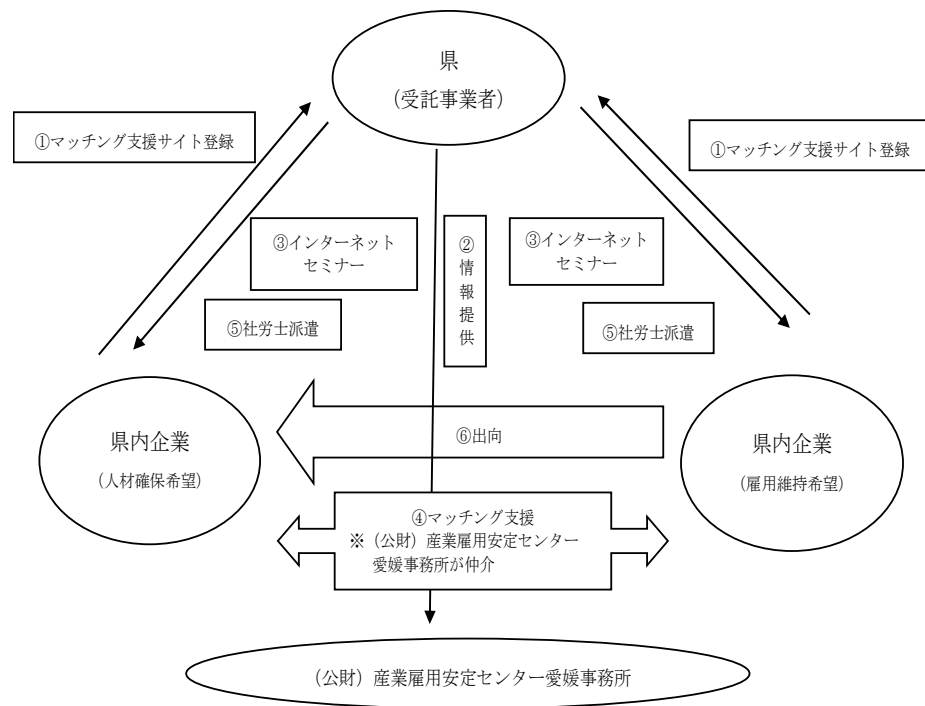 県
（受託事業者）
①マッチング支援サイト登録
①マッチング支援サイト登録
③インターネット
セミナー
②情報提供
③インターネット
セミナー
⑤社労士派遣
⑤社労士派遣
県内企業
（人材確保希望）
⑥出向
県内企業
（雇用維持希望）
④マッチング支援
※（公財）産業雇用安定センター
愛媛事務所が仲介
（公財）産業雇用安定センター愛媛事務所